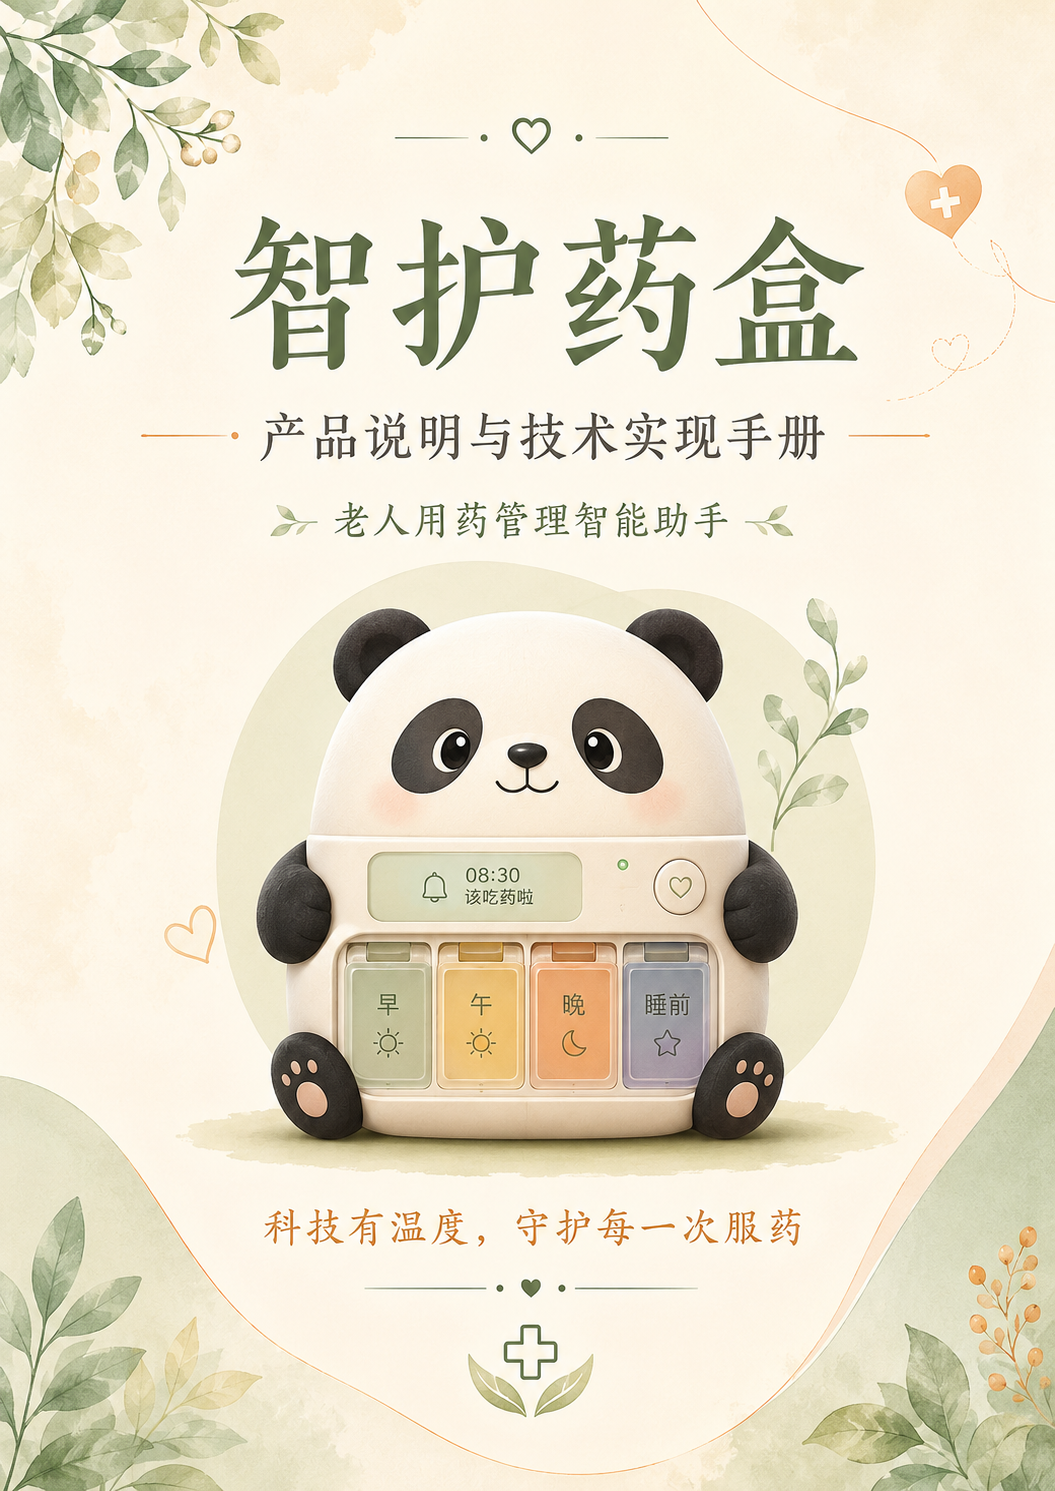 智护药盒
产品说明与技术实现手册
老人用药管理智能助手
08:30
该吃药啦
早
午
晚
睡前
科技有温度，守护每一次服药